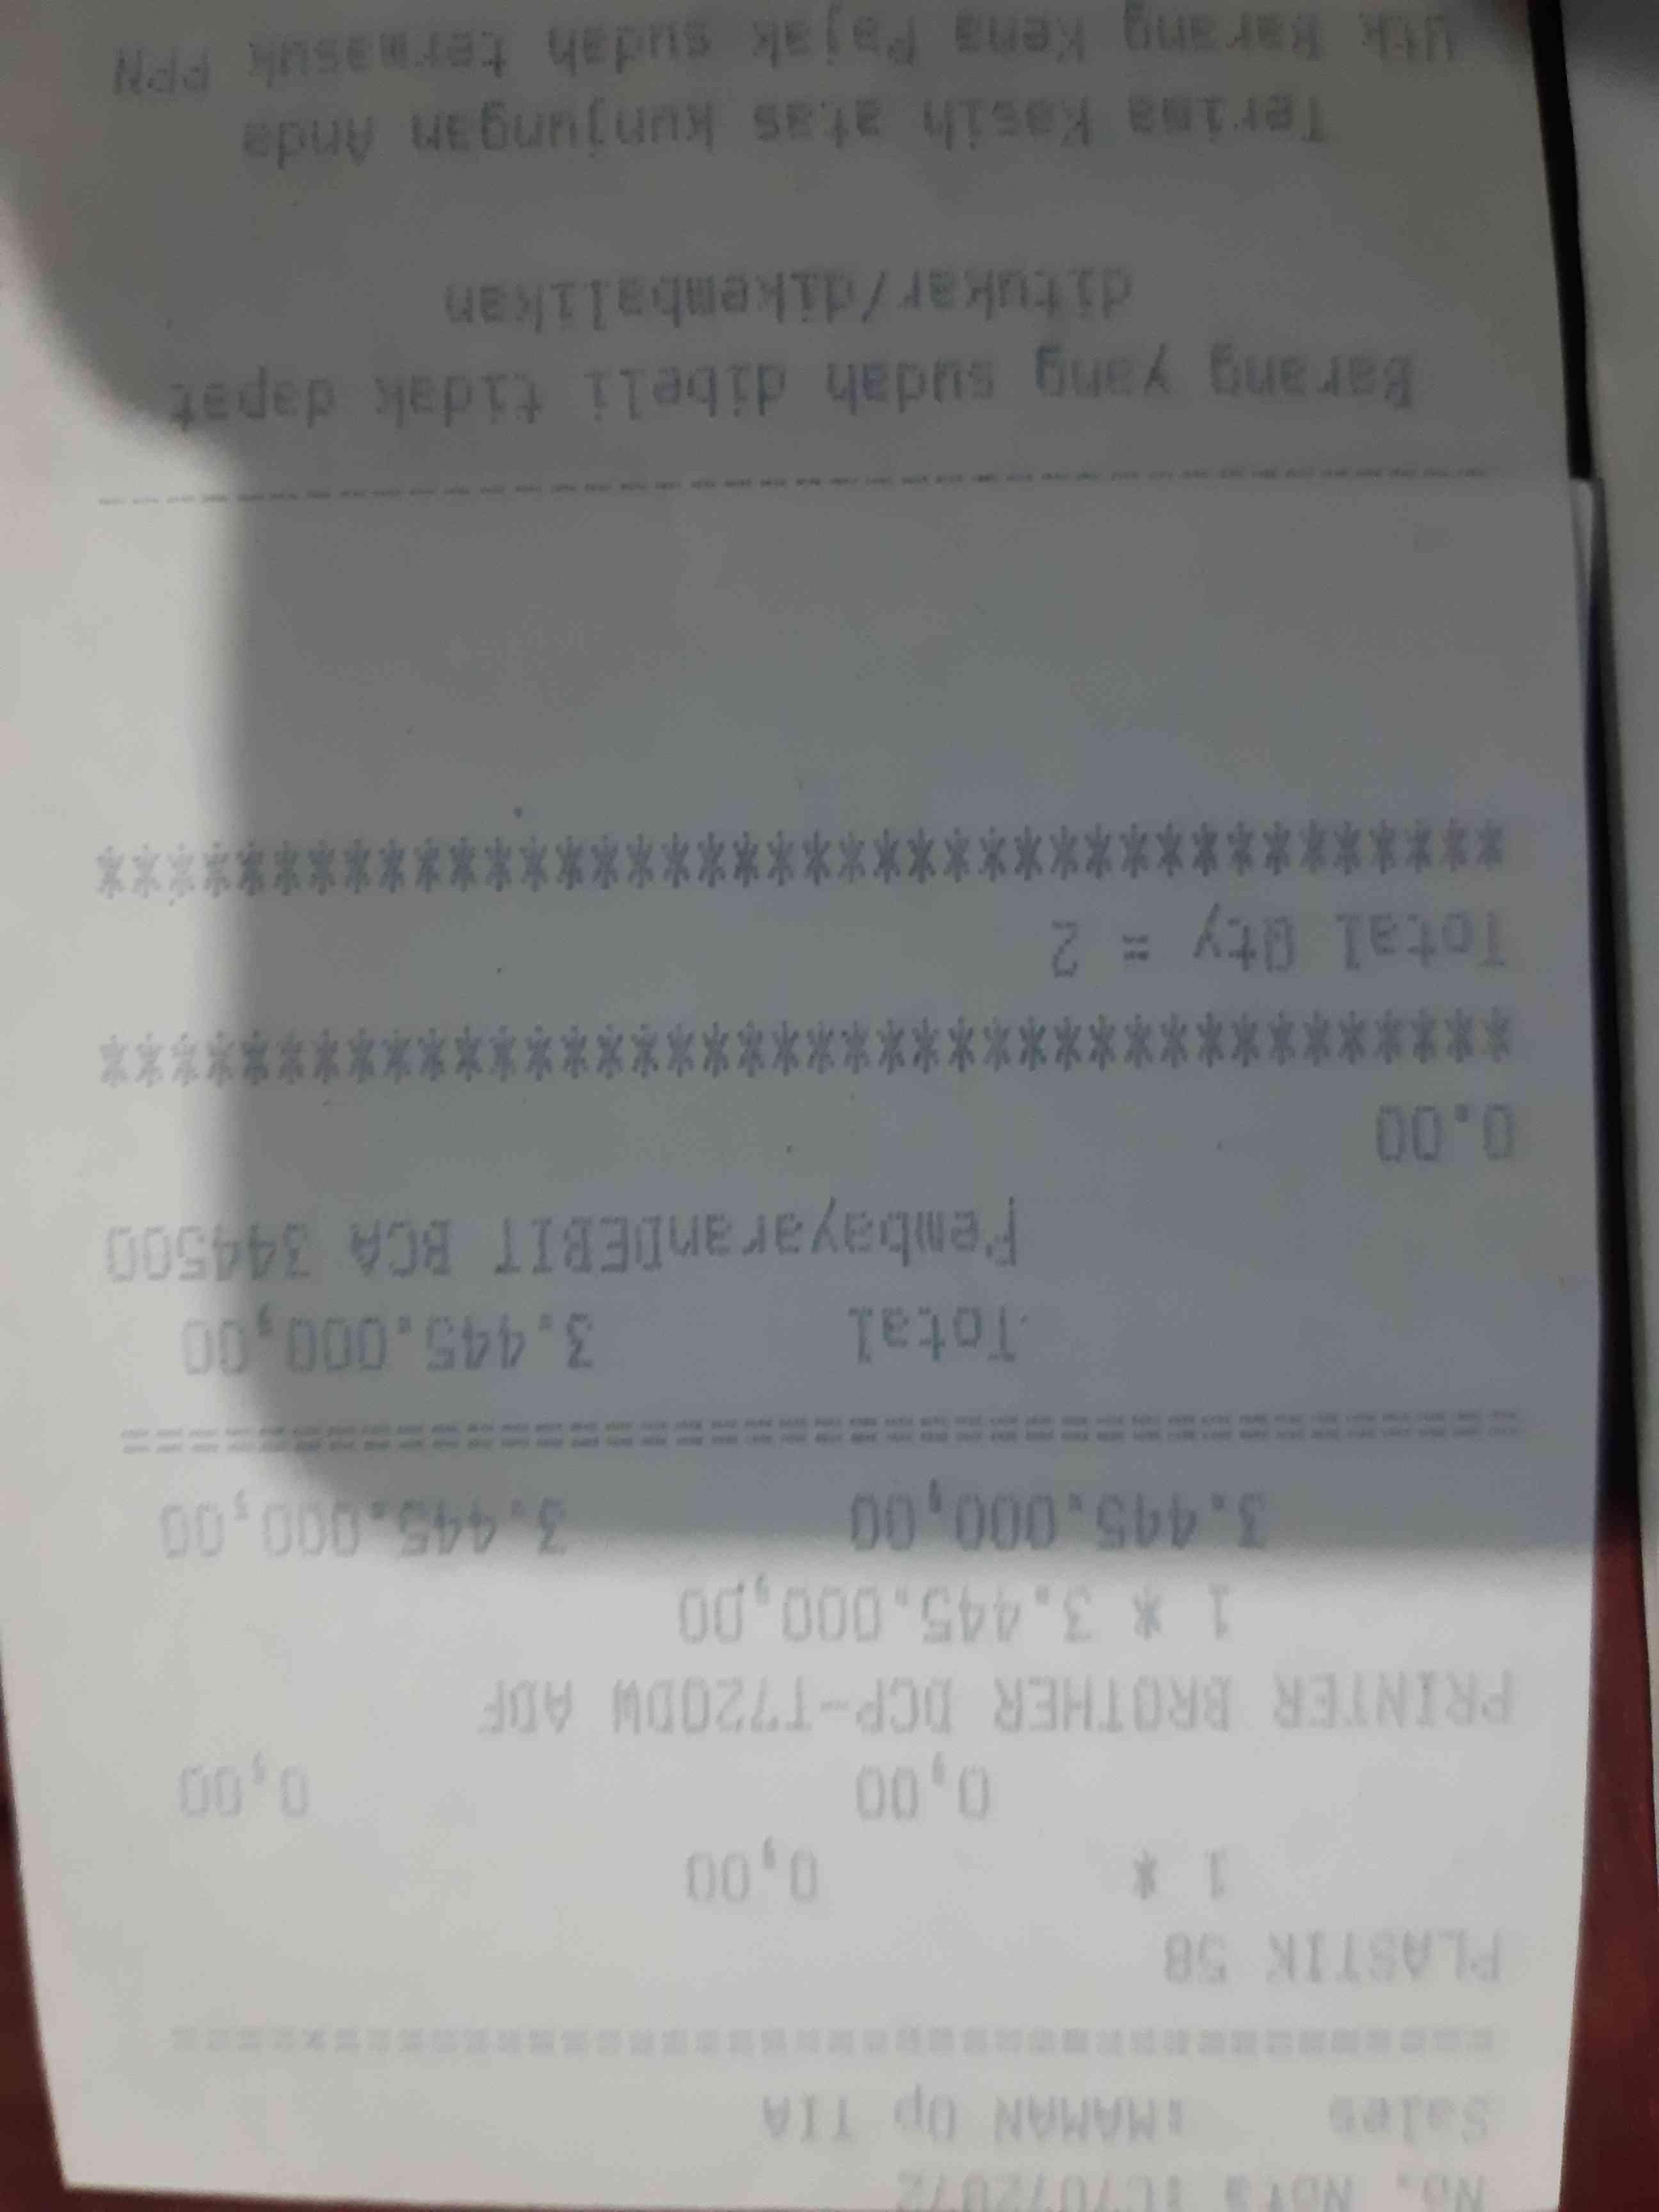 Sales :MAMAN Op TIA
================================
PLASTIK 58
1 * 0,00
0,00 0,00
PRINTER BROTHER DCP-T720DW ADF
1 * 3.445.000,00
3.445.000,00 3.445.000,00
========================================
Total 3.445.000,00
PembayaranDEBIT BCA 344500
0.00
****************************************
Total Qty = 2
****************************************
----------------------------------------
Barang yang sudah dibeli tidak dapat
ditukar/dikembalikan
Terima Kasih atas kunjungan Anda
Utk Barang Kena Pajak sudah termasuk PPN